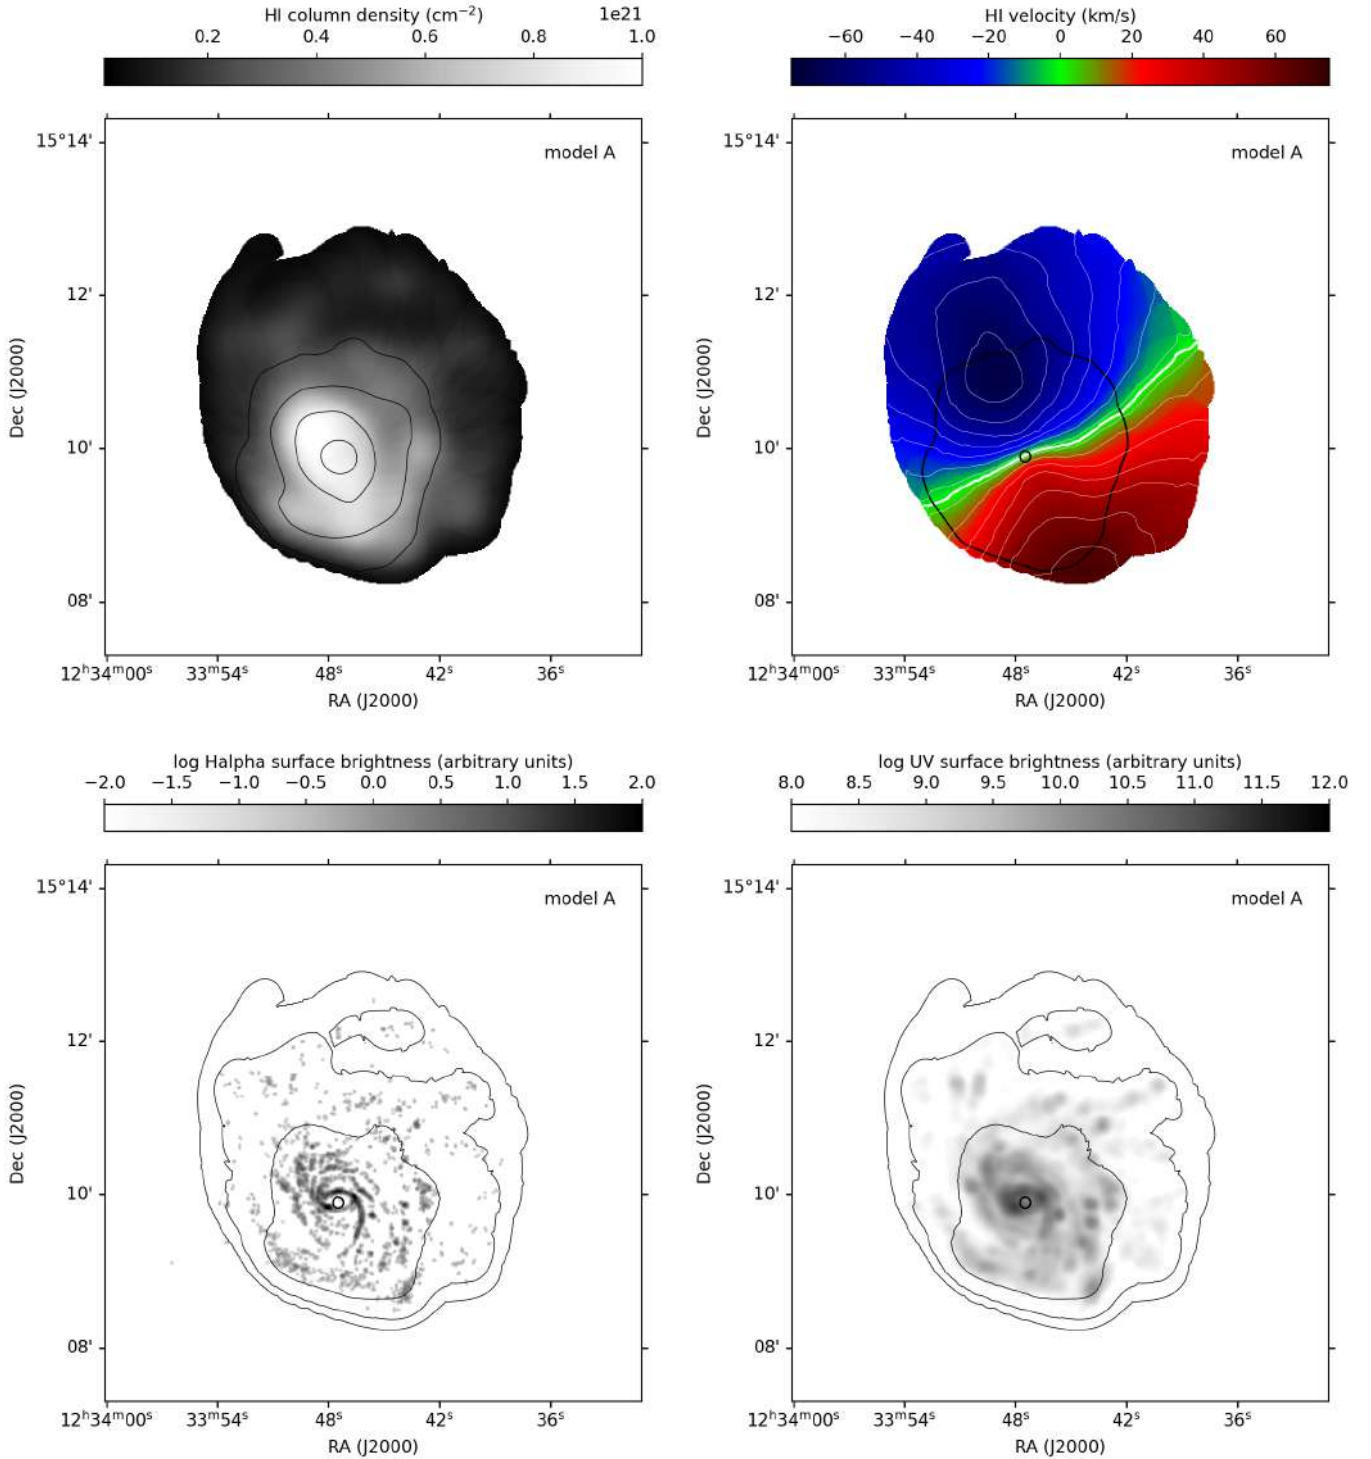 HI column density (cm⁻²) 1e21
0.2 0.4 0.6 0.8 1.0
15°14'
model A
12'
Dec (J2000)
10'
08'
12ʰ34ᵐ00ˢ 33ᵐ54ˢ 48ˢ 42ˢ 36ˢ
RA (J2000)
HI velocity (km/s)
−60 −40 −20 0 20 40 60
15°14'
model A
12'
Dec (J2000)
10'
08'
12ʰ34ᵐ00ˢ 33ᵐ54ˢ 48ˢ 42ˢ 36ˢ
RA (J2000)
log Halpha surface brightness (arbitrary units)
−2.0 −1.5 −1.0 −0.5 0.0 0.5 1.0 1.5 2.0
15°14'
model A
12'
Dec (J2000)
10'
08'
12ʰ34ᵐ00ˢ 33ᵐ54ˢ 48ˢ 42ˢ 36ˢ
RA (J2000)
log UV surface brightness (arbitrary units)
8.0 8.5 9.0 9.5 10.0 10.5 11.0 11.5 12.0
15°14'
model A
12'
Dec (J2000)
10'
08'
12ʰ34ᵐ00ˢ 33ᵐ54ˢ 48ˢ 42ˢ 36ˢ
RA (J2000)